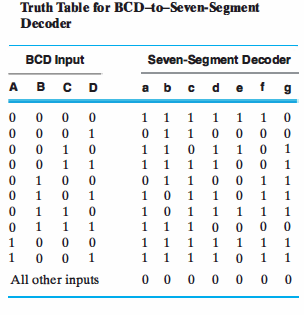 Truth Table for BCD-to–Seven-Segment
Decoder
BCD Input Seven-Segment Decoder
A B C D a b c d e f g
0 0 0 0 1 1 1 1 1 1 0
0 0 0 1 0 1 1 0 0 0 0
0 0 1 0 1 1 0 1 1 0 1
0 0 1 1 1 1 1 1 0 0 1
0 1 0 0 0 1 1 0 0 1 1
0 1 0 1 1 0 1 1 0 1 1
0 1 1 0 1 0 1 1 1 1 1
0 1 1 1 1 1 1 0 0 0 0
1 0 0 0 1 1 1 1 1 1 1
1 0 0 1 1 1 1 1 0 1 1
All other inputs 0 0 0 0 0 0 0